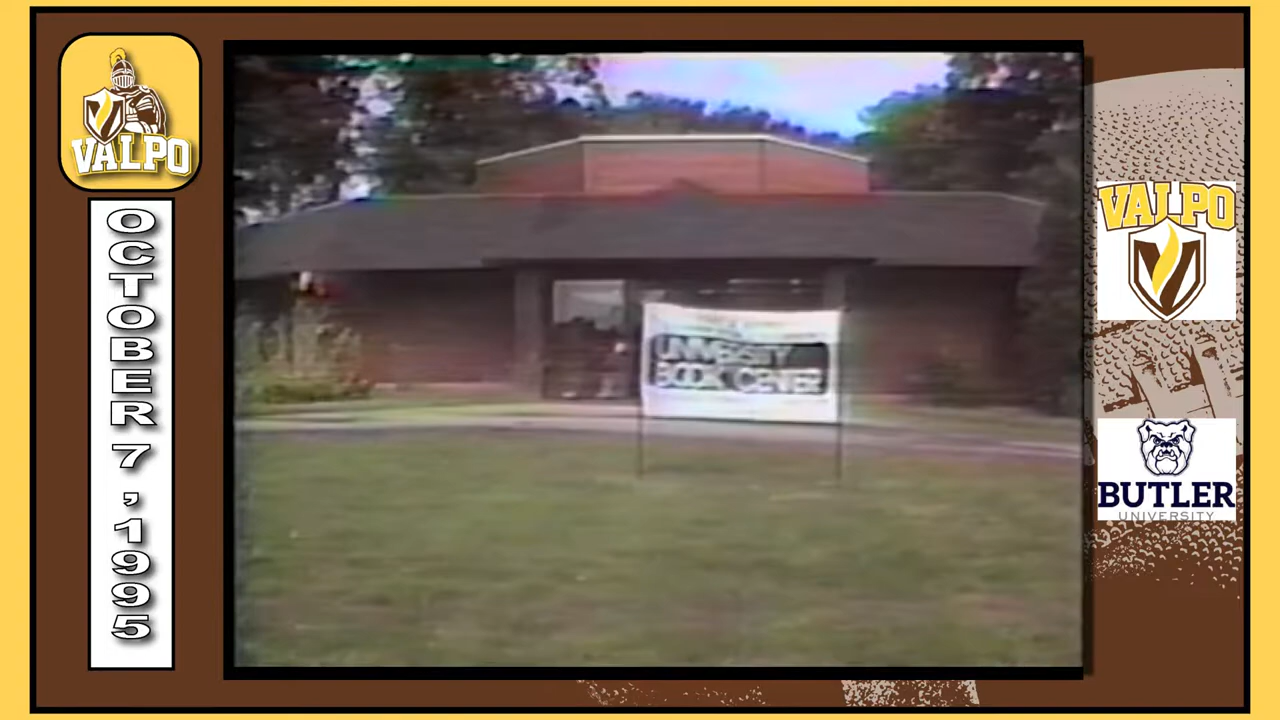 VALPO
OCTOBER 7, 1995
UNIVERSITY
BOOK CENTER
VALPO
BUTLER
UNIVERSITY